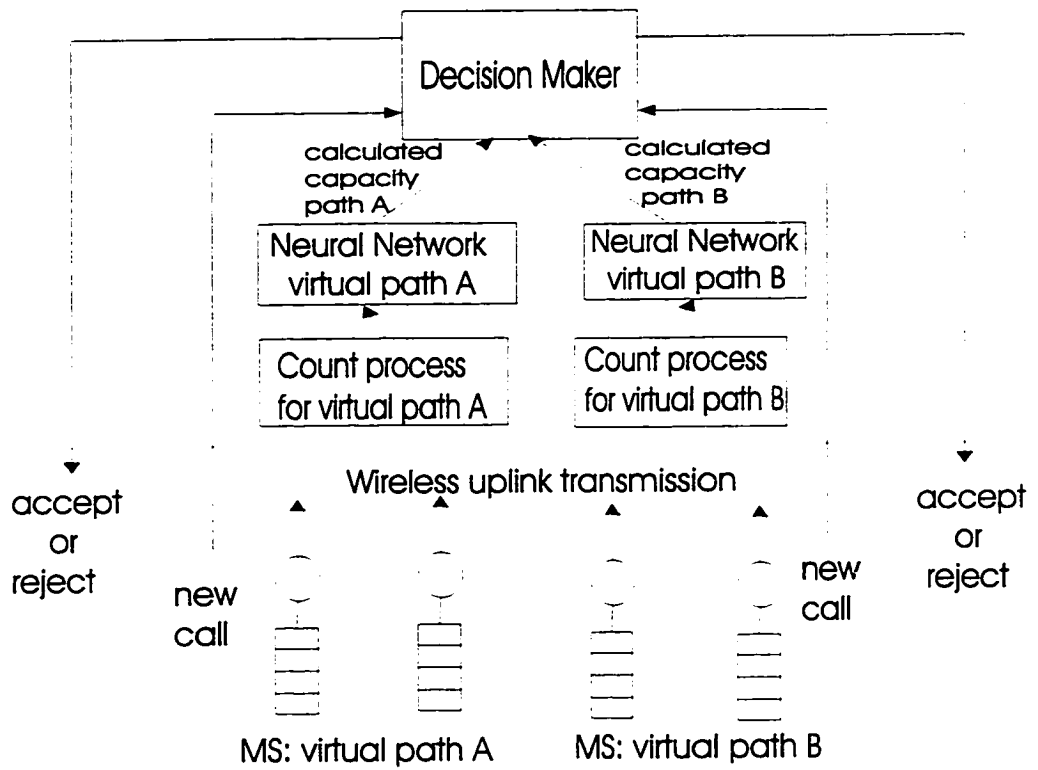 Decision Maker
calculated
capacity
path A
calculated
capacity
path B
Neural Network
virtual path A
Neural Network
virtual path B
Count process
for virtual path A
Count process
for virtual path B
Wireless uplink transmission
accept
or
reject
accept
or
reject
new
call
new
call
MS: virtual path A
MS: virtual path B